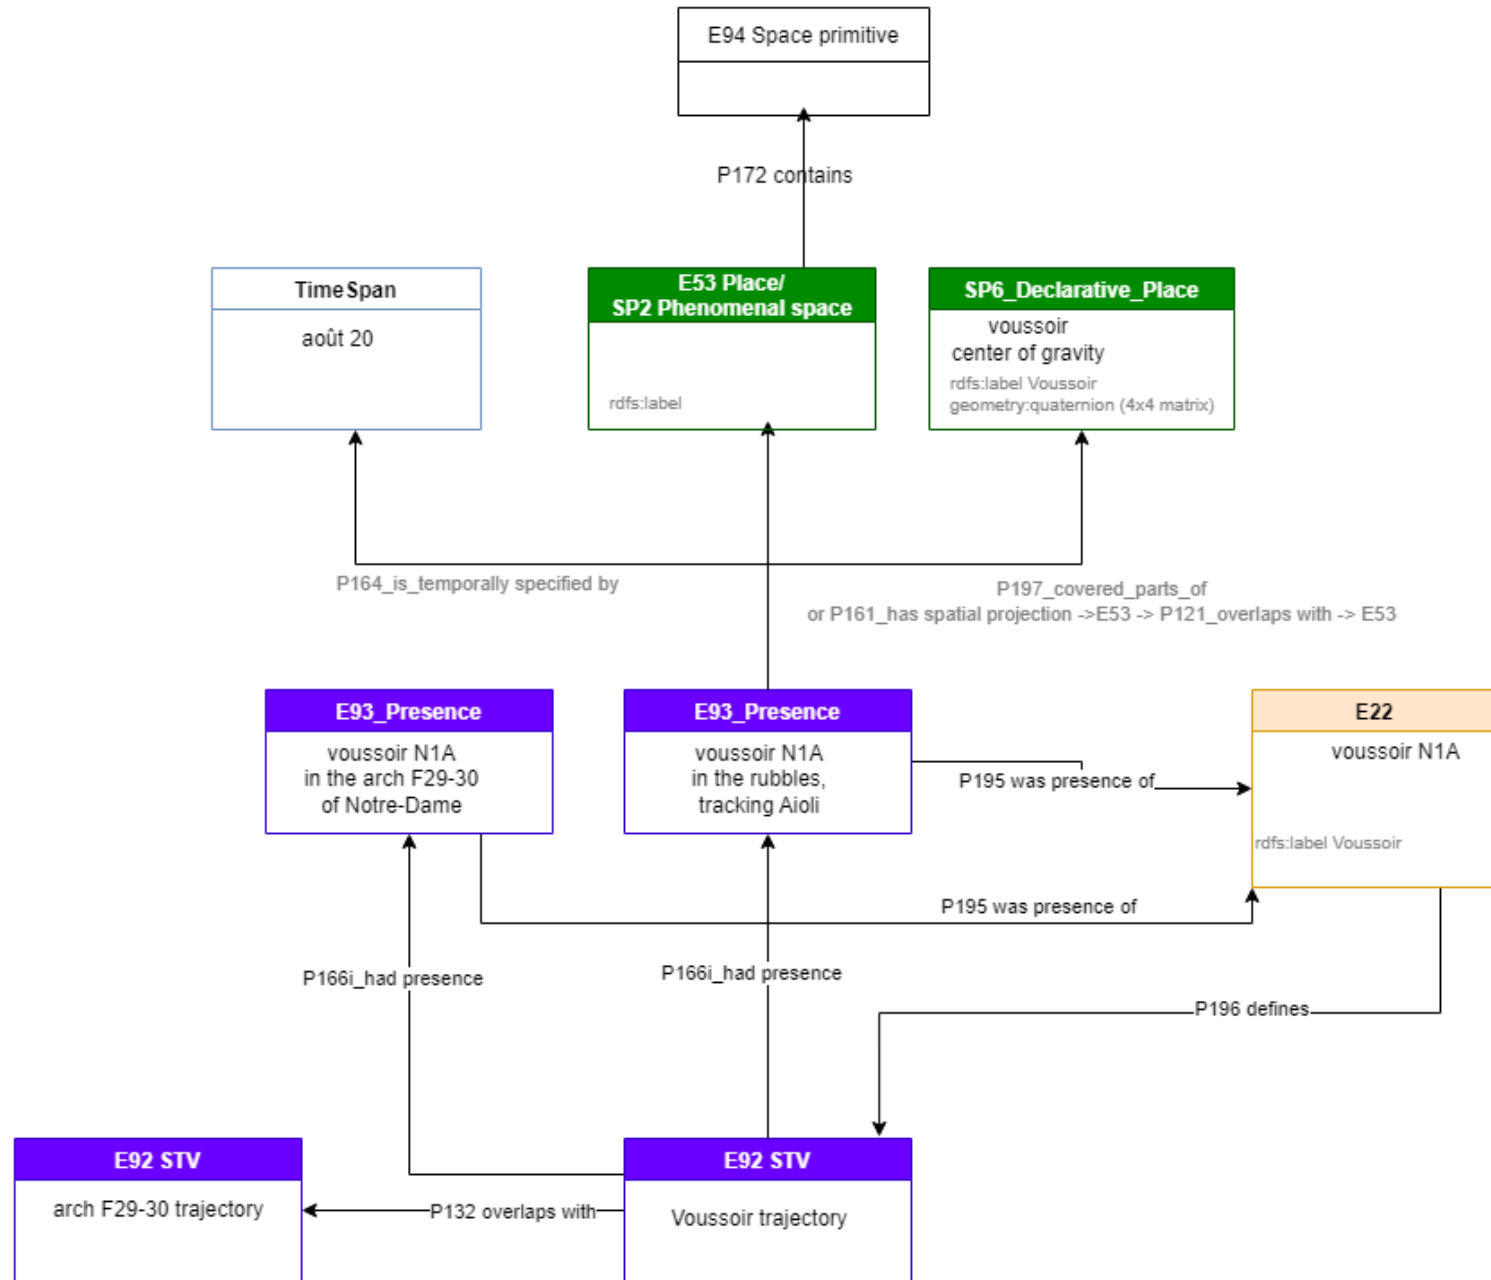 E94 Space primitive
P172 contains
TimeSpan
août 20
E53 Place/
SP2 Phenomenal space
rdfs:label
SP6_Declarative_Place
voussoir
center of gravity
rdfs:label Voussoir
geometry:quaternion (4x4 matrix)
P164_is_temporally specified by
P197_covered_parts_of
or P161_has spatial projection ->E53 -> P121_overlaps with -> E53
E93_Presence
voussoir N1A
in the arch F29-30
of Notre-Dame
E93_Presence
voussoir N1A
in the rubbles,
tracking Aioli
P195 was presence of
E22
voussoir N1A
rdfs:label Voussoir
P195 was presence of
P166i_had presence
P166i_had presence
P196 defines
E92 STV
arch F29-30 trajectory
P132 overlaps with
E92 STV
Voussoir trajectory